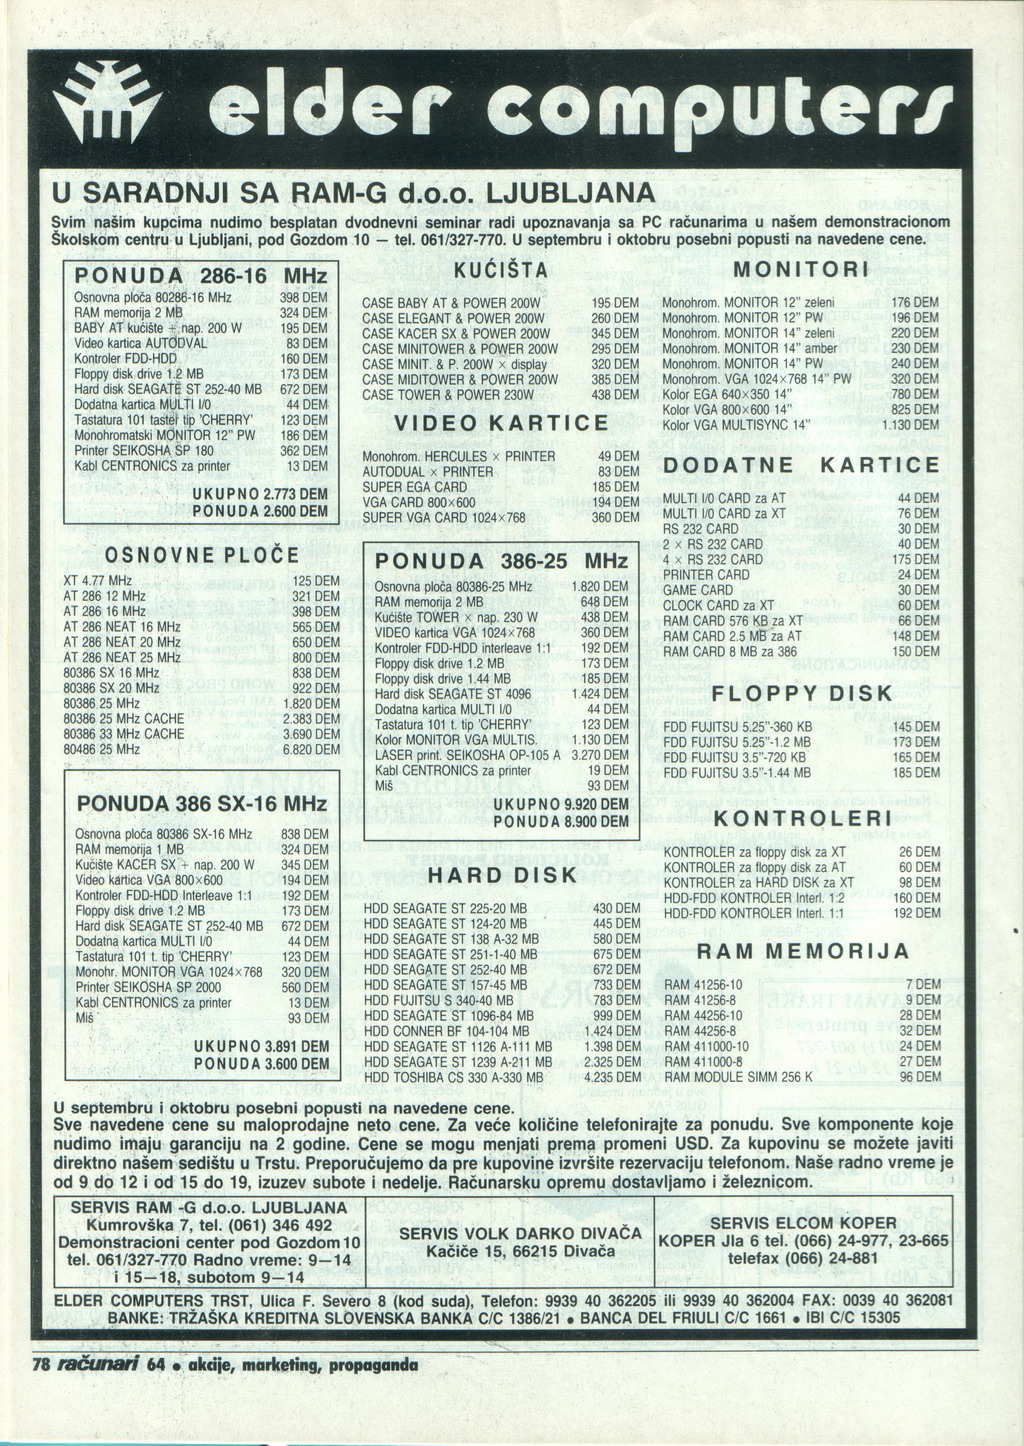 elder computers
U SARADNJI SA RAM-G d.o.o. LJUBLJANA
Svim našim kupcima nudimo besplatan dvodnevni seminar radi upoznavanja sa PC računarima u našem demonstracionom
Školskom centru u Ljubljani, pod Gozdom 10 — tel. 061/327-770. U septembru i oktobru posebni popusti na navedene cene.
PONUDA 286-16 MHz
Osnovna ploča 80286-16 MHz 398 DEM
RAM memorija 2 MB 324 DEM
BABY AT kućište + nap. 200 W 195 DEM
Video kartica AUTODVAL 83 DEM
Kontroler FDD-HDD 160 DEM
Floppy disk drive 1.2 MB 173 DEM
Hard disk SEAGATE ST 252-40 MB 672 DEM
Dodatna kartica MULTI I/0 44 DEM
Tastatura 101 taster tip 'CHERRY' 123 DEM
Monohromatski MONITOR 12" PW 186 DEM
Printer SEIKOSHA SP 180 362 DEM
Kabl CENTRONICS za printer 13 DEM
UKUPNO 2.773 DEM
PONUDA 2.600 DEM
OSNOVNE PLOČE
XT 4.77 MHz 125 DEM
AT 286 12 MHz 321 DEM
AT 286 16 MHz 398 DEM
AT 286 NEAT 16 MHz 565 DEM
AT 286 NEAT 20 MHz 650 DEM
AT 286 NEAT 25 MHz 800 DEM
80386 SX 16 MHz 838 DEM
80386 SX 20 MHz 922 DEM
80386 25 MHz 1.820 DEM
80386 25 MHz CACHE 2.383 DEM
80386 33 MHz CACHE 3.690 DEM
80486 25 MHz 6.820 DEM
PONUDA 386 SX-16 MHz
Osnovna ploča 80386 SX-16 MHz 838 DEM
RAM memorija 1 MB 324 DEM
Kućište KACER SX + nap. 200 W 345 DEM
Video kartica VGA 800×600 194 DEM
Kontroler FDD-HDD Interleave 1:1 192 DEM
Floppy disk drive 1.2 MB 173 DEM
Hard disk SEAGATE ST 252-40 MB 672 DEM
Dodatna kartica MULTI I/0 44 DEM
Tastatura 101 t. tip 'CHERRY' 123 DEM
Monohr. MONITOR VGA 1024×768 320 DEM
Printer SEIKOSHA SP 2000 560 DEM
Kabl CENTRONICS za printer 13 DEM
Miš 93 DEM
UKUPNO 3.891 DEM
PONUDA 3.600 DEM
KUĆIŠTA
CASE BABY AT & POWER 200W 195 DEM
CASE ELEGANT & POWER 200W 260 DEM
CASE KACER SX & POWER 200W 345 DEM
CASE MINITOWER & POWER 200W 295 DEM
CASE MINIT. & P. 200W × display 320 DEM
CASE MIDITOWER & POWER 200W 385 DEM
CASE TOWER & POWER 230W 438 DEM
VIDEO KARTICE
Monohrom. HERCULES × PRINTER 49 DEM
AUTODUAL × PRINTER 83 DEM
SUPER EGA CARD 185 DEM
VGA CARD 800×600 194 DEM
SUPER VGA CARD 1024×768 360 DEM
PONUDA 386-25 MHz
Osnovna ploča 80386-25 MHz 1.820 DEM
RAM memorija 2 MB 648 DEM
Kućište TOWER × nap. 230 W 438 DEM
VIDEO kartica VGA 1024×768 360 DEM
Kontroler FDD-HDD interleave 1:1 192 DEM
Floppy disk drive 1.2 MB 173 DEM
Floppy disk drive 1.44 MB 185 DEM
Hard disk SEAGATE ST 4096 1.424 DEM
Dodatna kartica MULTI I/0 44 DEM
Tastatura 101 t. tip 'CHERRY' 123 DEM
Kolor MONITOR VGA MULTIS. 1.130 DEM
LASER print. SEIKOSHA OP-105 A 3.270 DEM
Kabl CENTRONICS za printer 19 DEM
Miš 93 DEM
UKUPNO 9.920 DEM
PONUDA 8.900 DEM
HARD DISK
HDD SEAGATE ST 225-20 MB 430 DEM
HDD SEAGATE ST 124-20 MB 445 DEM
HDD SEAGATE ST 138 A-32 MB 580 DEM
HDD SEAGATE ST 251-1-40 MB 675 DEM
HDD SEAGATE ST 252-40 MB 672 DEM
HDD SEAGATE ST 157-45 MB 733 DEM
HDD FUJITSU S 340-40 MB 783 DEM
HDD SEAGATE ST 1096-84 MB 999 DEM
HDD CONNER BF 104-104 MB 1.424 DEM
HDD SEAGATE ST 1126 A-111 MB 1.398 DEM
HDD SEAGATE ST 1239 A-211 MB 2.325 DEM
HDD TOSHIBA CS 330 A-330 MB 4.235 DEM
MONITORI
Monohrom. MONITOR 12" zeleni 176 DEM
Monohrom. MONITOR 12" PW 196 DEM
Monohrom. MONITOR 14" zeleni 220 DEM
Monohrom. MONITOR 14" amber 230 DEM
Monohrom. MONITOR 14" PW 240 DEM
Monohrom. VGA 1024×768 14" PW 320 DEM
Kolor EGA 640×350 14" 780 DEM
Kolor VGA 800×600 14" 825 DEM
Kolor VGA MULTISYNC 14" 1.130 DEM
DODATNE KARTICE
MULTI I/0 CARD za AT 44 DEM
MULTI I/0 CARD za XT 76 DEM
RS 232 CARD 30 DEM
2 × RS 232 CARD 40 DEM
4 × RS 232 CARD 175 DEM
PRINTER CARD 24 DEM
GAME CARD 30 DEM
CLOCK CARD za XT 60 DEM
RAM CARD 576 KB za XT 66 DEM
RAM CARD 2.5 MB za AT 148 DEM
RAM CARD 8 MB za 386 150 DEM
FLOPPY DISK
FDD FUJITSU 5.25"-360 KB 145 DEM
FDD FUJITSU 5.25"-1.2 MB 173 DEM
FDD FUJITSU 3.5"-720 KB 165 DEM
FDD FUJITSU 3.5"-1.44 MB 185 DEM
KONTROLERI
KONTROLER za floppy disk za XT 26 DEM
KONTROLER za floppy disk za AT 60 DEM
KONTROLER za HARD DISK za XT 98 DEM
HDD-FDD KONTROLER Interl. 1:2 160 DEM
HDD-FDD KONTROLER Interl. 1:1 192 DEM
RAM MEMORIJA
RAM 41256-10 7 DEM
RAM 41256-8 9 DEM
RAM 44256-10 28 DEM
RAM 44256-8 32 DEM
RAM 411000-10 24 DEM
RAM 411000-8 27 DEM
RAM MODULE SIMM 256 K 96 DEM
U septembru i oktobru posebni popusti na navedene cene.
Sve navedene cene su maloprodajne neto cene. Za veće količine telefonirajte za ponudu. Sve komponente koje
nudimo imaju garanciju na 2 godine. Cene se mogu menjati prema promeni USD. Za kupovinu se možete javiti
direktno našem sedištu u Trstu. Preporučujemo da pre kupovine izvršite rezervaciju telefonom. Naše radno vreme je
od 9 do 12 i od 15 do 19, izuzev subote i nedelje. Računarsku opremu dostavljamo i železnicom.
SERVIS RAM -G d.o.o. LJUBLJANA
Kumrovška 7, tel. (061) 346 492
Demonstracioni center pod Gozdom 10
tel. 061/327-770 Radno vreme: 9—14
i 15—18, subotom 9—14
SERVIS VOLK DARKO DIVAČA
Kačiče 15, 66215 Divača
SERVIS ELCOM KOPER
KOPER Jla 6 tel. (066) 24-977, 23-665
telefax (066) 24-881
ELDER COMPUTERS TRST, Ulica F. Severo 8 (kod suda), Telefon: 9939 40 362205 ili 9939 40 362004 FAX: 0039 40 362081
BANKE: TRŽAŠKA KREDITNA SLOVENSKA BANKA C/C 1386/21 • BANCA DEL FRIULI C/C 1661 • IBI C/C 15305
78 računari 64 • akcije, marketing, propaganda